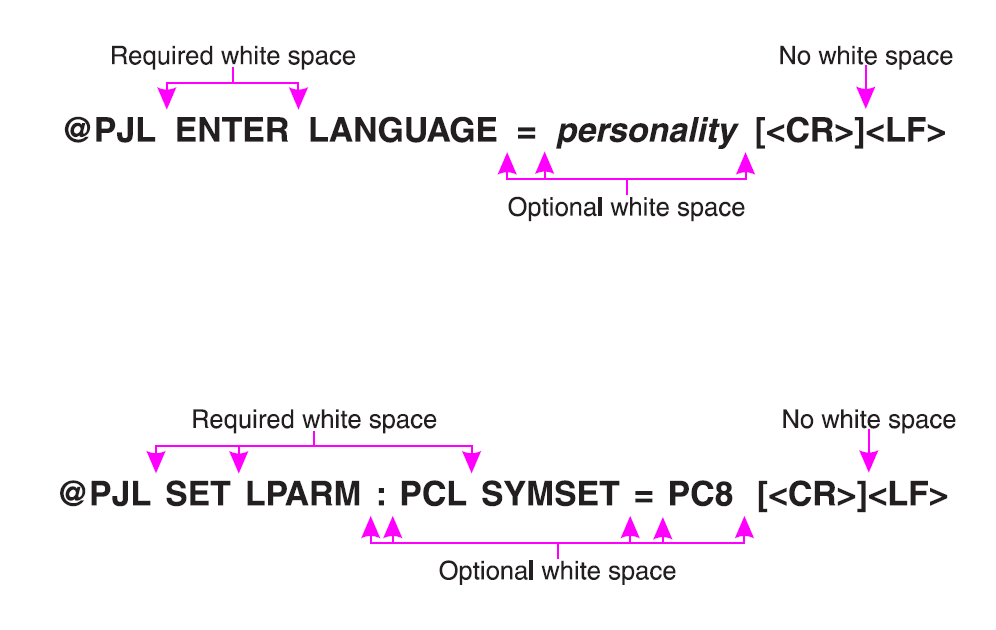 Required white space No white space
@PJL ENTER LANGUAGE = personality [<CR>]<LF>
Optional white space
Required white space No white space
@PJL SET LPARM : PCL SYMSET = PC8 [<CR>]<LF>
Optional white space